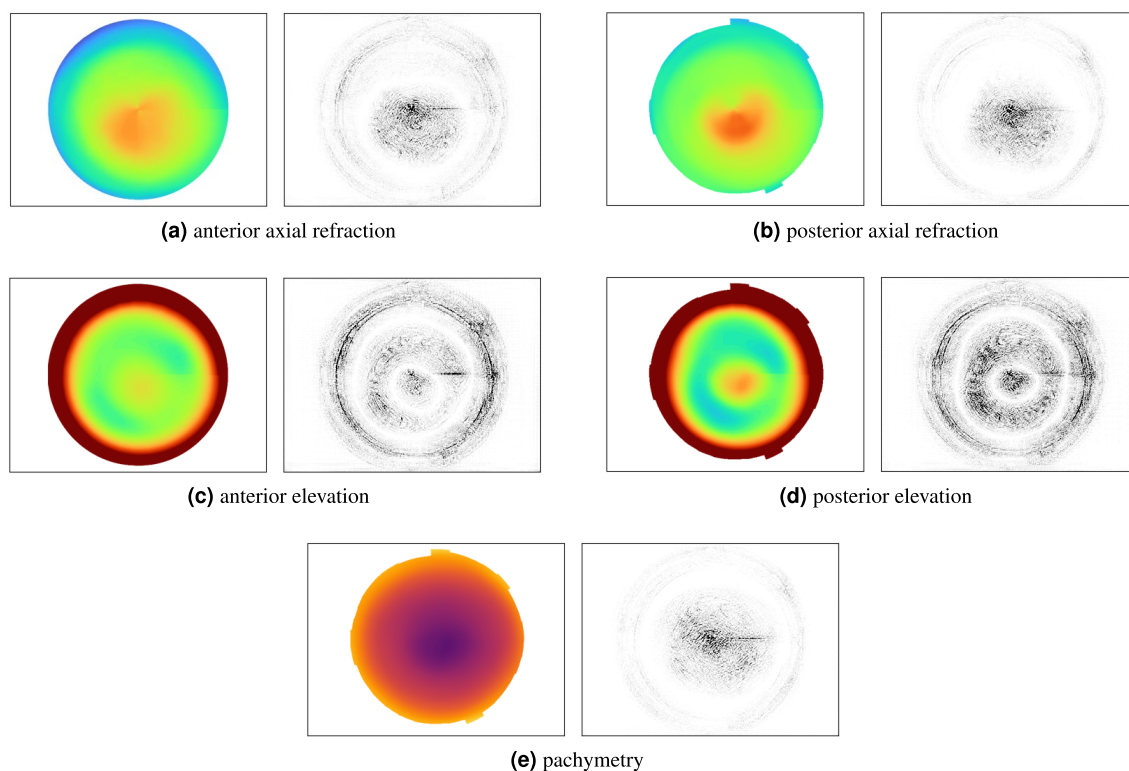 (a) anterior axial refraction
(b) posterior axial refraction
(c) anterior elevation
(d) posterior elevation
(e) pachymetry